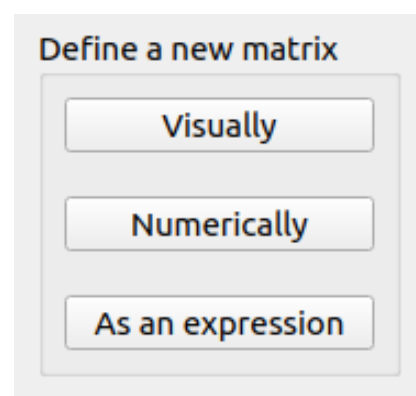 Define a new matrix
Visually
Numerically
As an expression